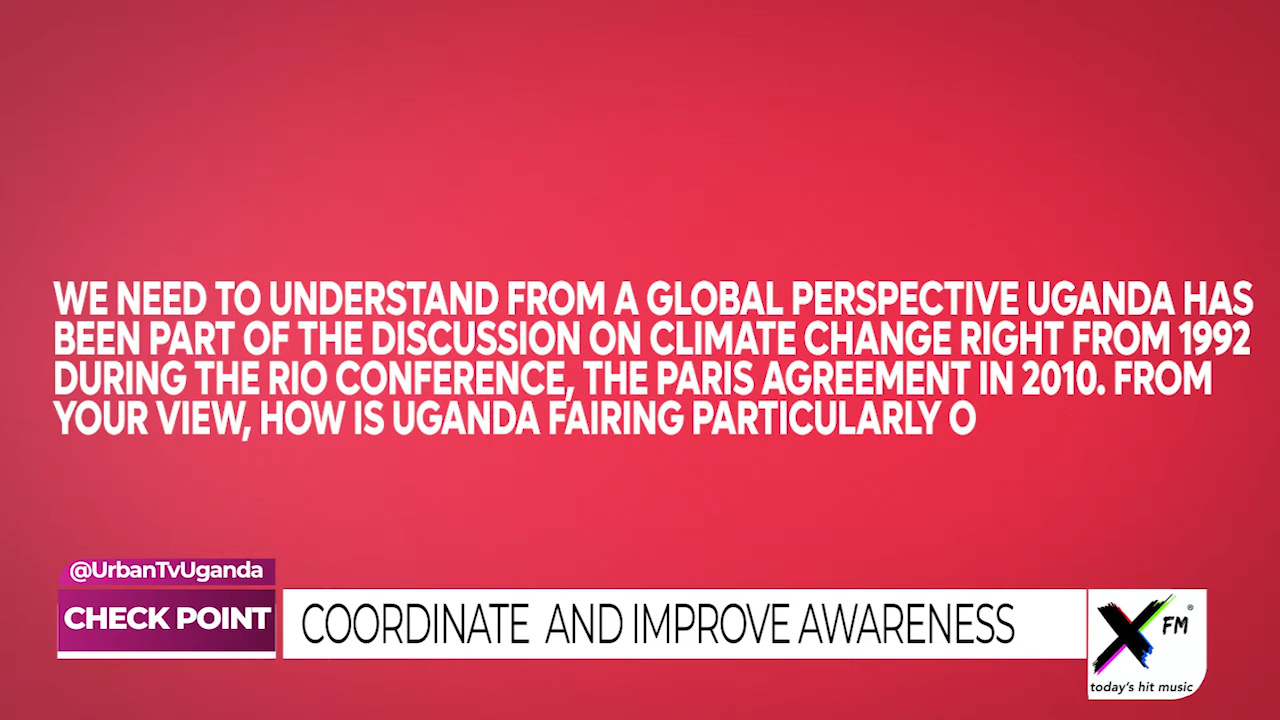 WE NEED TO UNDERSTAND FROM A GLOBAL PERSPECTIVE UGANDA HAS
BEEN PART OF THE DISCUSSION ON CLIMATE CHANGE RIGHT FROM 1992
DURING THE RIO CONFERENCE, THE PARIS AGREEMENT IN 2010. FROM
YOUR VIEW, HOW IS UGANDA FAIRING PARTICULARLY O
@UrbanTvUganda
CHECK POINT
COORDINATE AND IMPROVE AWARENESS
X FM ®
today's hit music